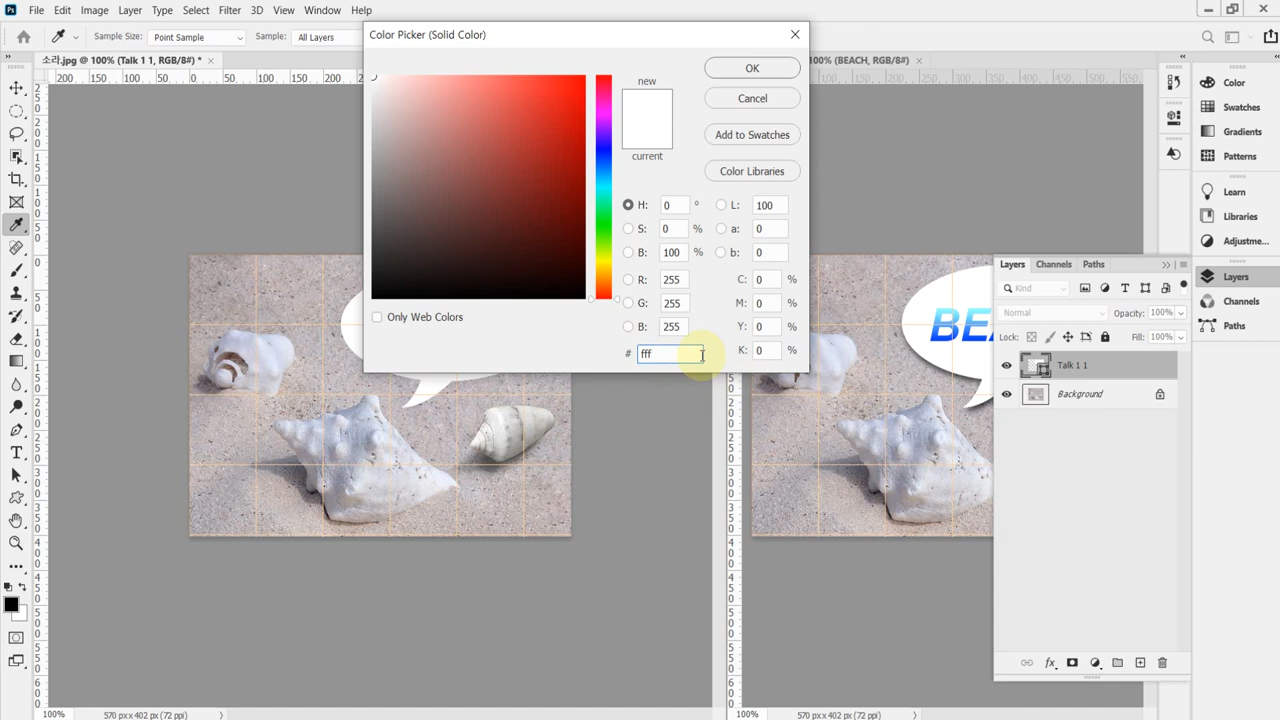 Ps File Edit Image Layer Type Select Filter 3D View Window Help
Sample Size: Point Sample Sample: All Layers
소라.jpg @ 100% (Talk 1 1, RGB/8#) *
100% (BEACH, RGB/8#)
200 150 100 50 0 50
100 150 200 250 300 350 400 450 500 550
Color Picker (Solid Color)
new
current
OK
Cancel
Add to Swatches
Color Libraries
H: 0 ° L: 100
S: 0 % a: 0
B: 100 % b: 0
R: 255 C: 0 %
G: 255 M: 0 %
B: 255 Y: 0 %
# fff K: 0 %
Only Web Colors
BEA
Color
Swatches
Gradients
Patterns
Learn
Libraries
Adjustme...
Layers
Channels
Paths
Layers Channels Paths
Kind
Normal Opacity: 100%
Lock: Fill: 100%
Talk 1 1
Background
fx
100% 570 px x 402 px (72 ppi)
100% 570 px x 402 px (72 ppi)